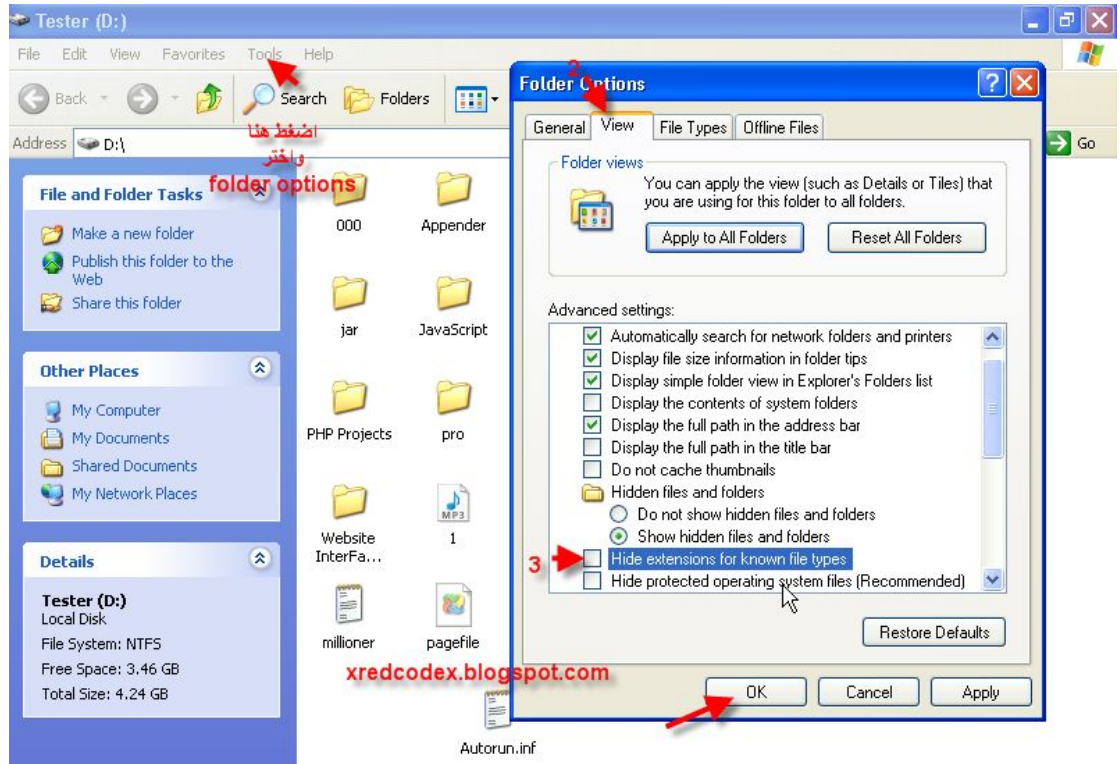 Tester (D:)
File Edit View Favorites Tools Help
Back Search Folders
Address D:\ Go
اضغط هنا
واختر
folder options
File and Folder Tasks
Make a new folder
Publish this folder to the
Web
Share this folder
Other Places
My Computer
My Documents
Shared Documents
My Network Places
Details
Tester (D:)
Local Disk
File System: NTFS
Free Space: 3.46 GB
Total Size: 4.24 GB
000
Appender
jar
JavaScript
PHP Projects
pro
Website
InterFa...
MP3
1
millioner
pagefile
xredcodex.blogspot.com
Autorun.inf
2
Folder Options
General View File Types Offline Files
Folder views
You can apply the view (such as Details or Tiles) that
you are using for this folder to all folders.
Apply to All Folders Reset All Folders
Advanced settings:
Automatically search for network folders and printers
Display file size information in folder tips
Display simple folder view in Explorer's Folders list
Display the contents of system folders
Display the full path in the address bar
Display the full path in the title bar
Do not cache thumbnails
Hidden files and folders
Do not show hidden files and folders
Show hidden files and folders
3 Hide extensions for known file types
Hide protected operating system files (Recommended)
Restore Defaults
OK Cancel Apply